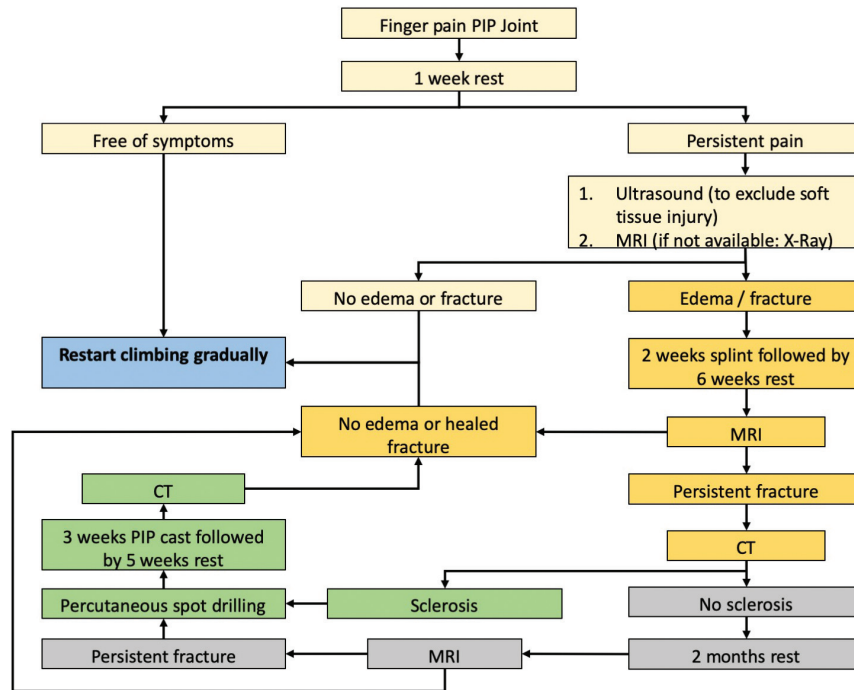 Finger pain PIP Joint
1 week rest
Free of symptoms
Persistent pain
1. Ultrasound (to exclude soft
tissue injury)
2. MRI (if not available: X-Ray)
No edema or fracture
Edema / fracture
Restart climbing gradually
2 weeks splint followed by
6 weeks rest
No edema or healed
fracture
MRI
CT
Persistent fracture
3 weeks PIP cast followed
by 5 weeks rest
CT
Percutaneous spot drilling
Sclerosis
No sclerosis
Persistent fracture
MRI
2 months rest